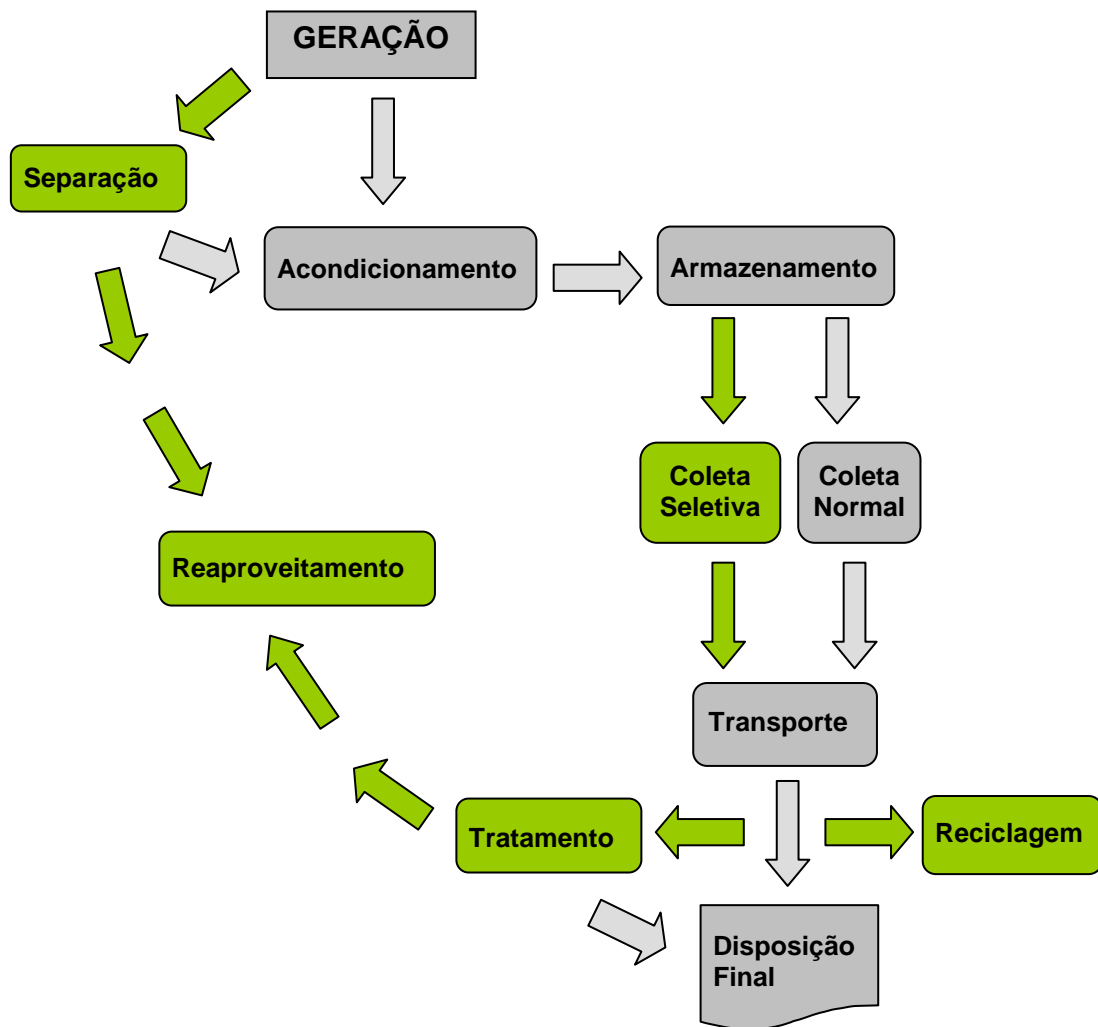 GERAÇÃO
Separação
Acondicionamento
Armazenamento
Coleta
Seletiva
Coleta
Normal
Reaproveitamento
Transporte
Tratamento
Reciclagem
Disposição
Final